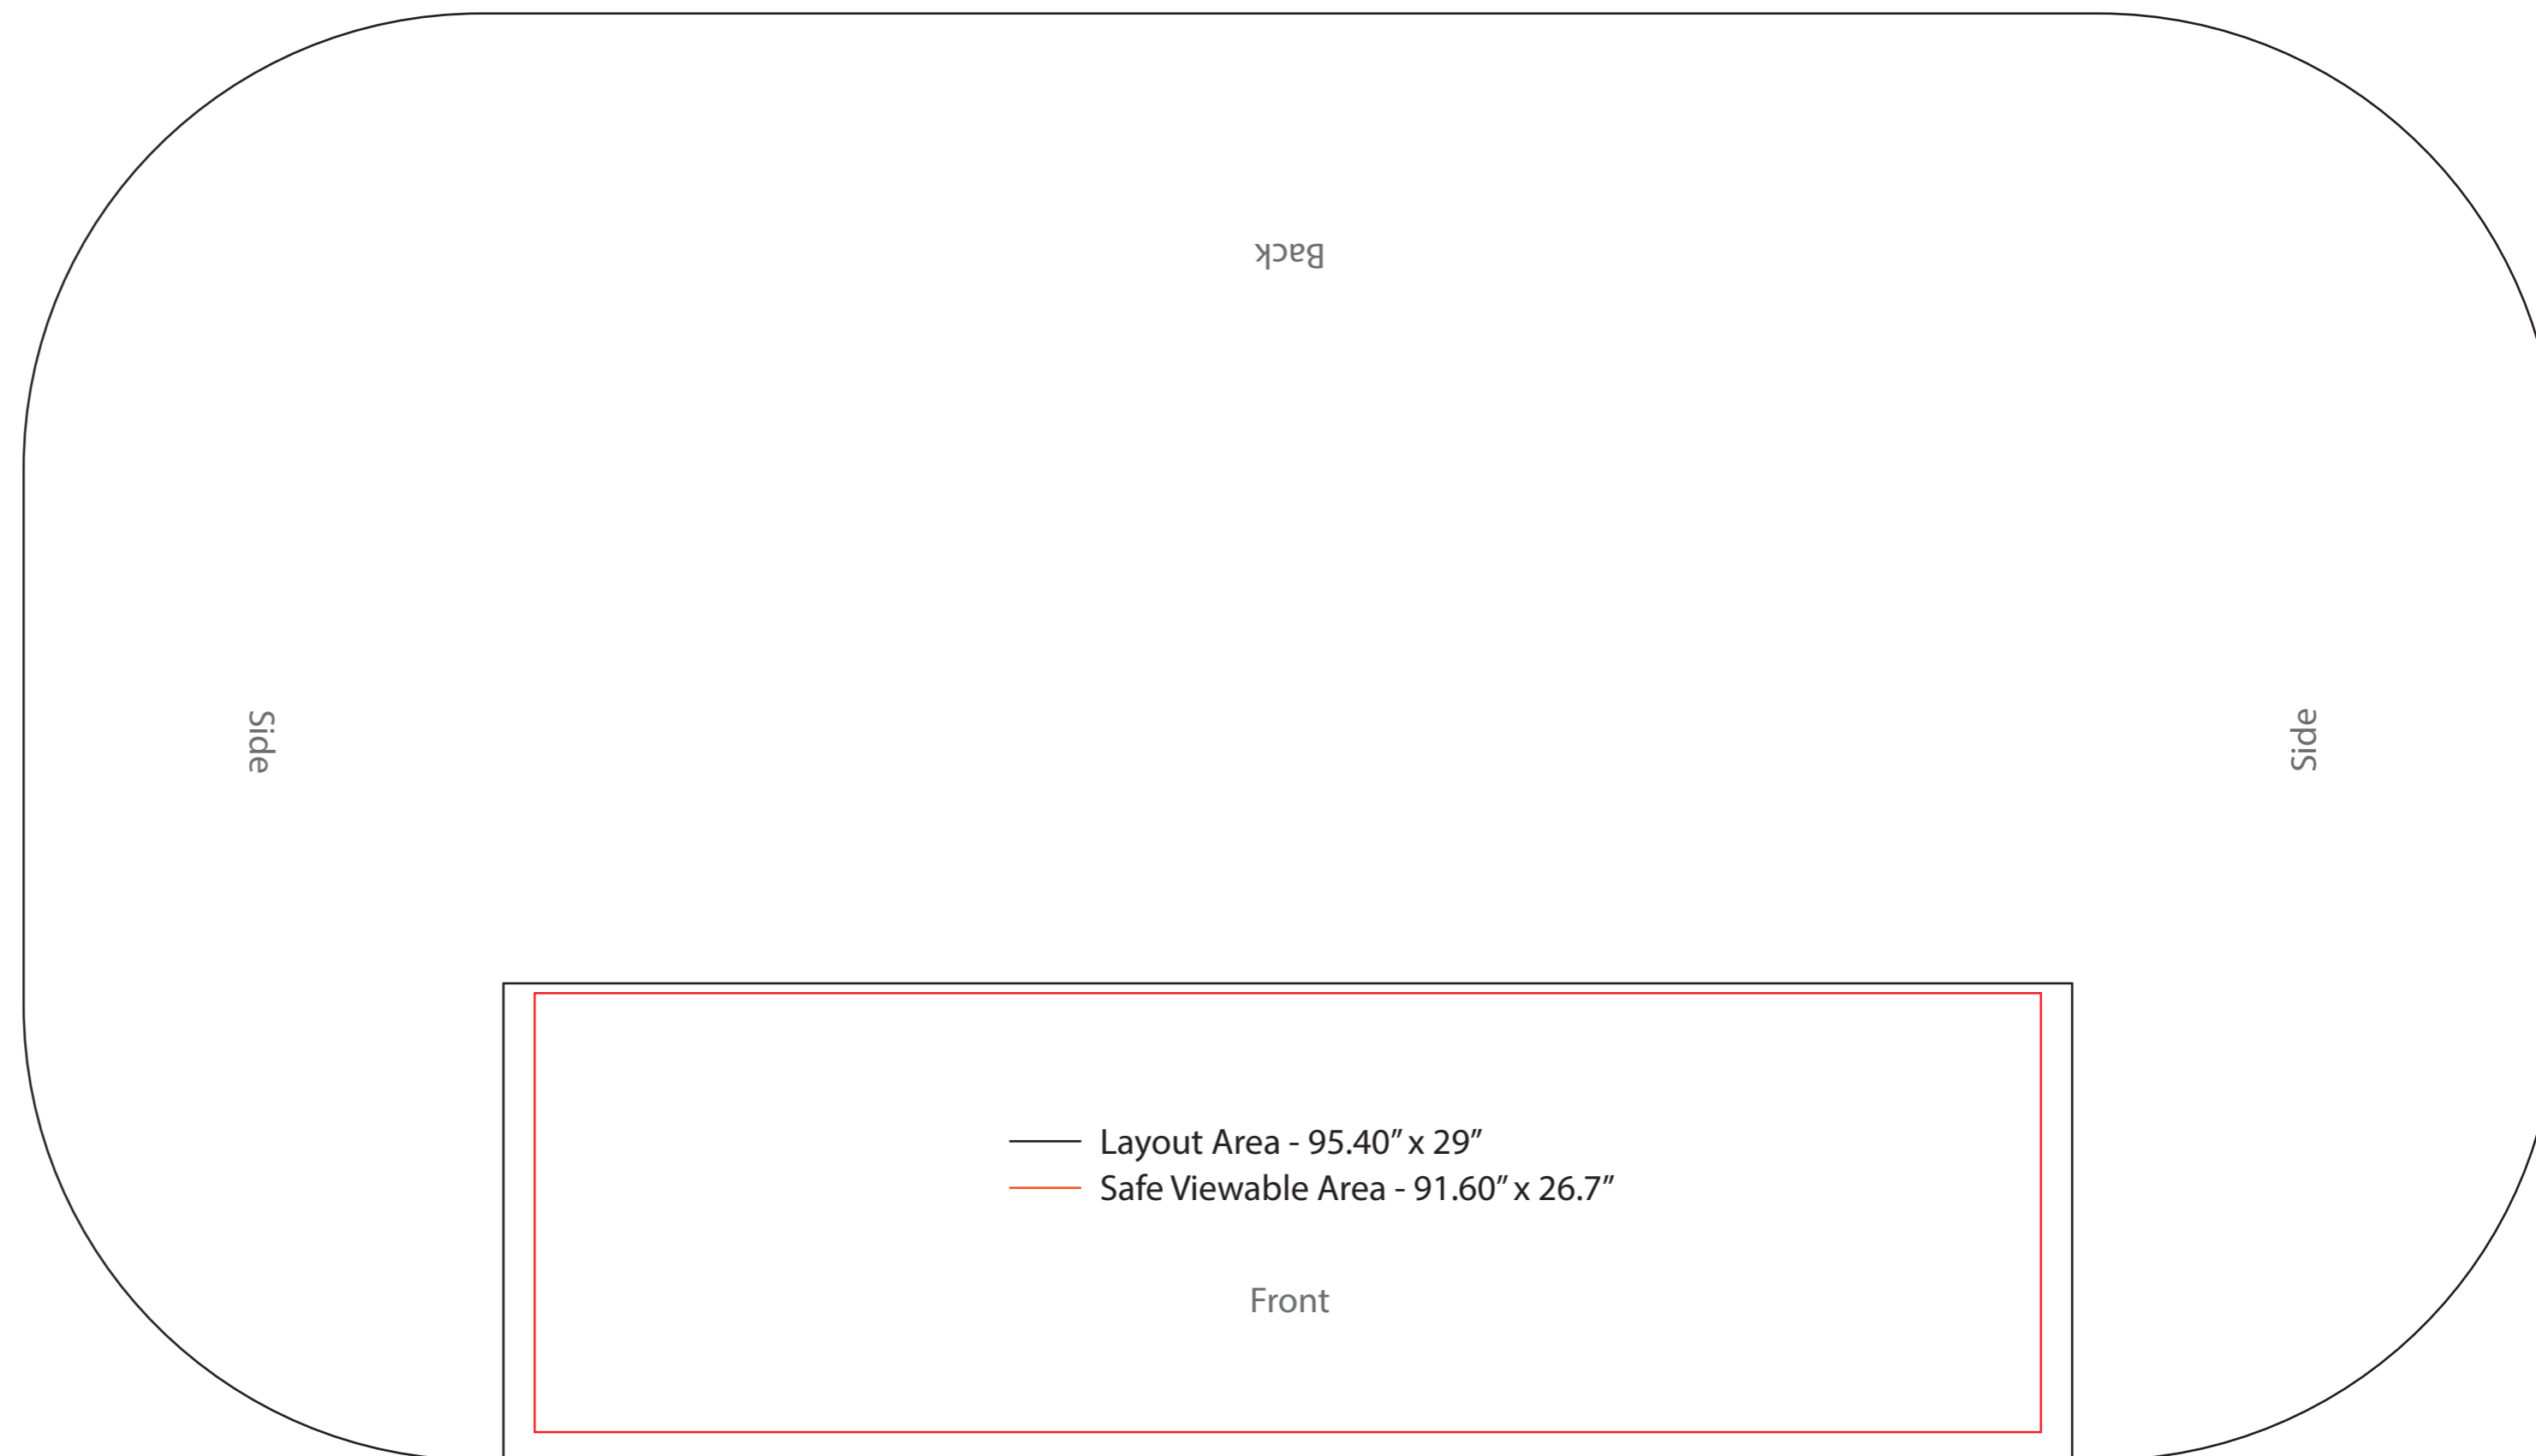 Back
Side
Side
Layout Area - 95.40” x 29”
Safe Viewable Area - 91.60” x 26.7”
Front